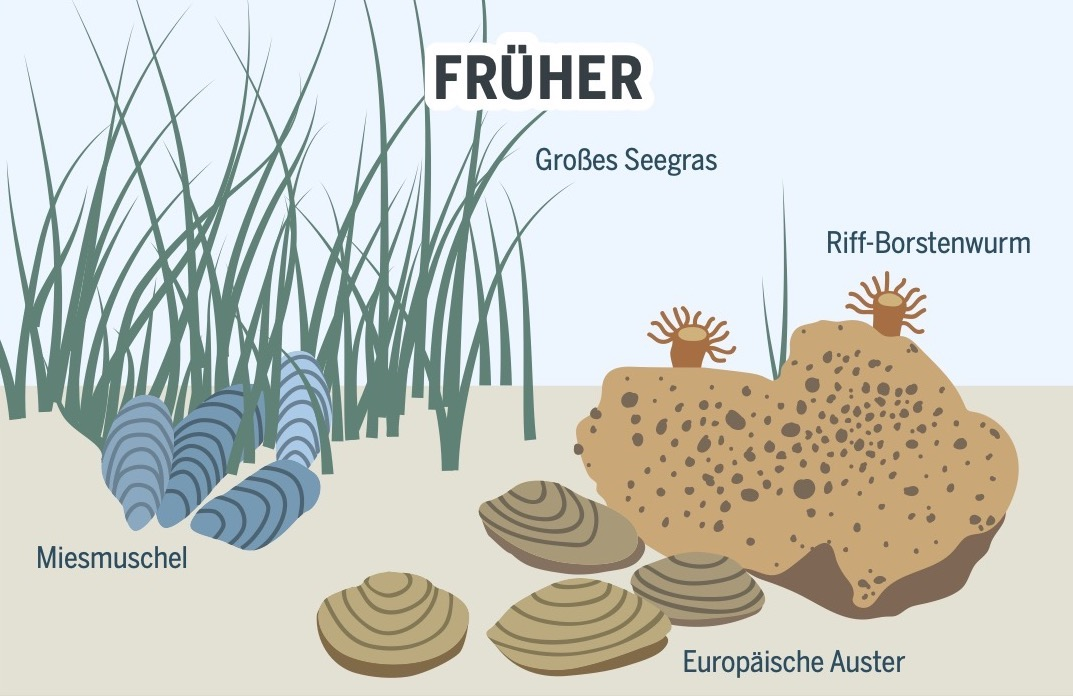 FRÜHER
Großes Seegras
Riff-Borstenwurm
Miesmuschel
Europäische Auster